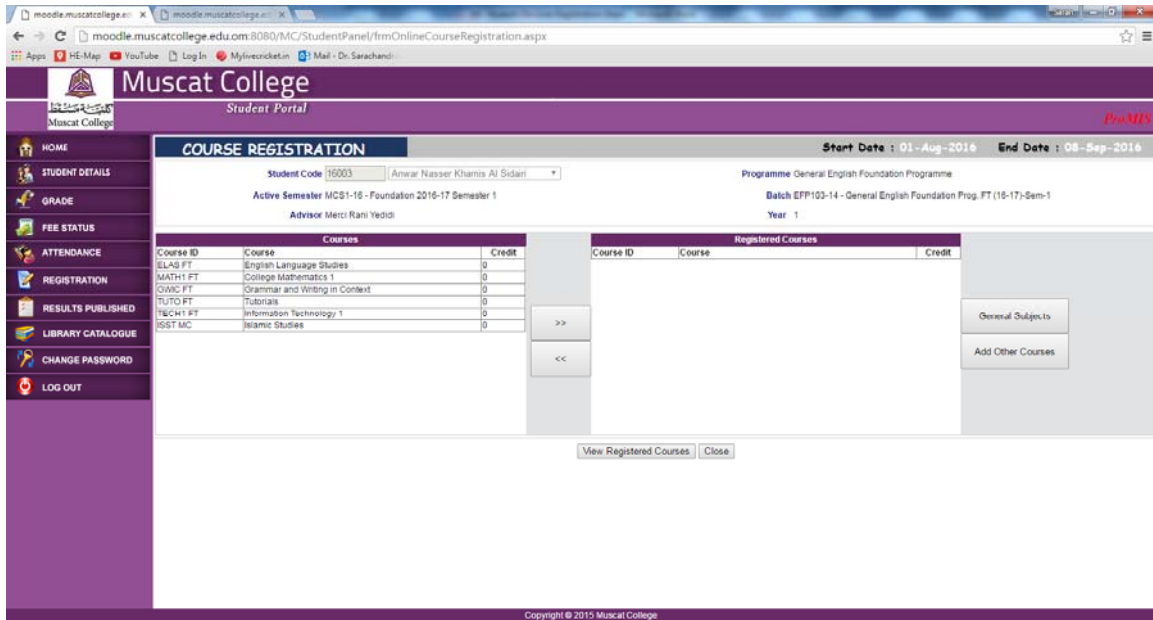 moodle.muscatcollege.e
moodle.muscatcollege.e
moodle.muscatcollege.edu.om:8080/MC/StudentPanel/frmOnlineCourseRegistration.aspx
Apps HE-Map YouTube Log In Mylivecricket.in Mail - Dr. Sarachand
Muscat College
Student Portal
Muscat College
ProMIS
HOME
STUDENT DETAILS
GRADE
FEE STATUS
ATTENDANCE
REGISTRATION
RESULTS PUBLISHED
LIBRARY CATALOGUE
CHANGE PASSWORD
LOG OUT
COURSE REGISTRATION Start Date : 01-Aug-2016 End Date : 08-Sep-2016
Student Code 16003 Anwar Nasser Khamis Al Sidairi Programme General English Foundation Programme
Active Semester MCS1-16 - Foundation 2016-17 Semester 1 Batch EFP103-14 - General English Foundation Prog. FT (16-17)-Sem-1
Advisor Merci Rani Yedidi Year 1
Courses
Course ID Course Credit
ELAS FT English Language Studies 0
MATH1 FT College Mathematics 1 0
GWIC FT Grammar and Writing in Context 0
TUTO FT Tutorials 0
TECH1 FT Information Technology 1 0
ISST MC Islamic Studies 0
>>
<<
Registered Courses
Course ID Course Credit
General Subjects
Add Other Courses
View Registered Courses Close
Copyright © 2015 Muscat College